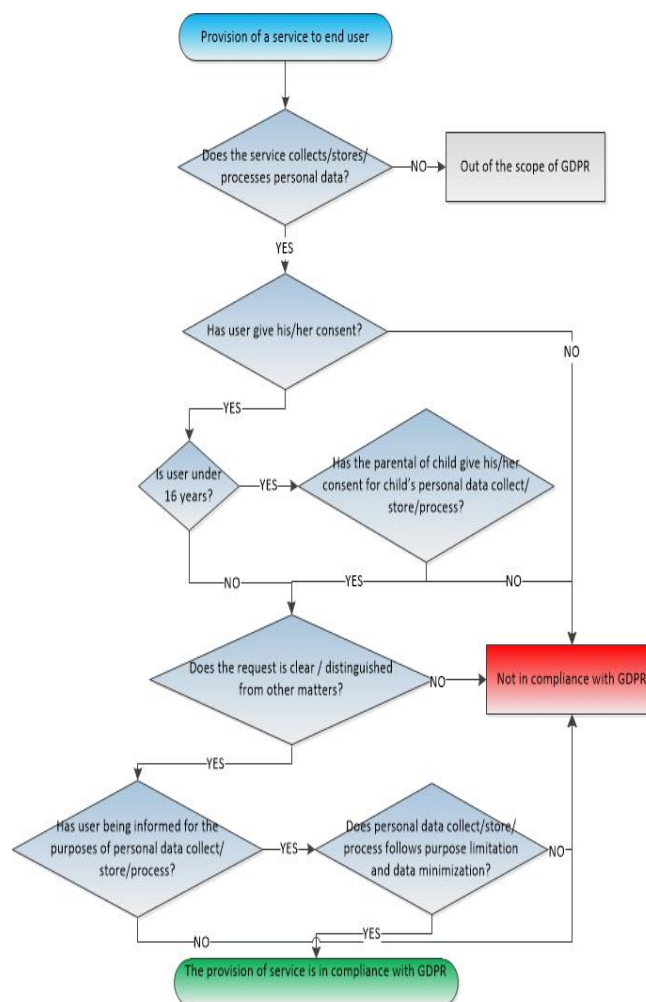 Provision of a service to end user
Does the service collects/stores/
processes personal data?
NO
Out of the scope of GDPR
YES
Has user give his/her consent?
NO
YES
Is user under
16 years?
YES
Has the parental of child give his/her
consent for child's personal data collect/
store/process?
NO
YES
NO
Does the request is clear / distinguished
from other matters?
NO
Not in compliance with GDPR
YES
Has user being informed for the
purposes of personal data collect/
store/process?
YES
Does personal data collect/store/
process follows purpose limitation
and data minimization?
NO
YES
NO
The provision of service is in compliance with GDPR